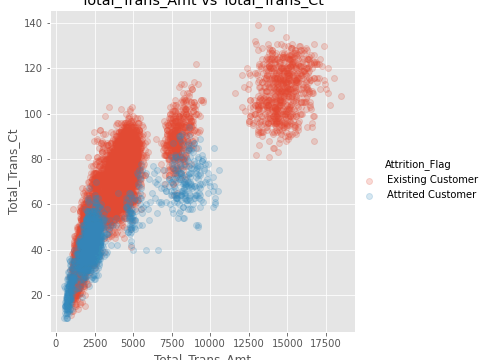 Total_Trans_Amt vs Total_Trans_Ct
140
120
100
80
60
40
20
Total_Trans_Ct
0
2500
5000
7500
10000
12500
15000
17500
Total_Trans_Amt
Attrition_Flag
Existing Customer
Attrited Customer